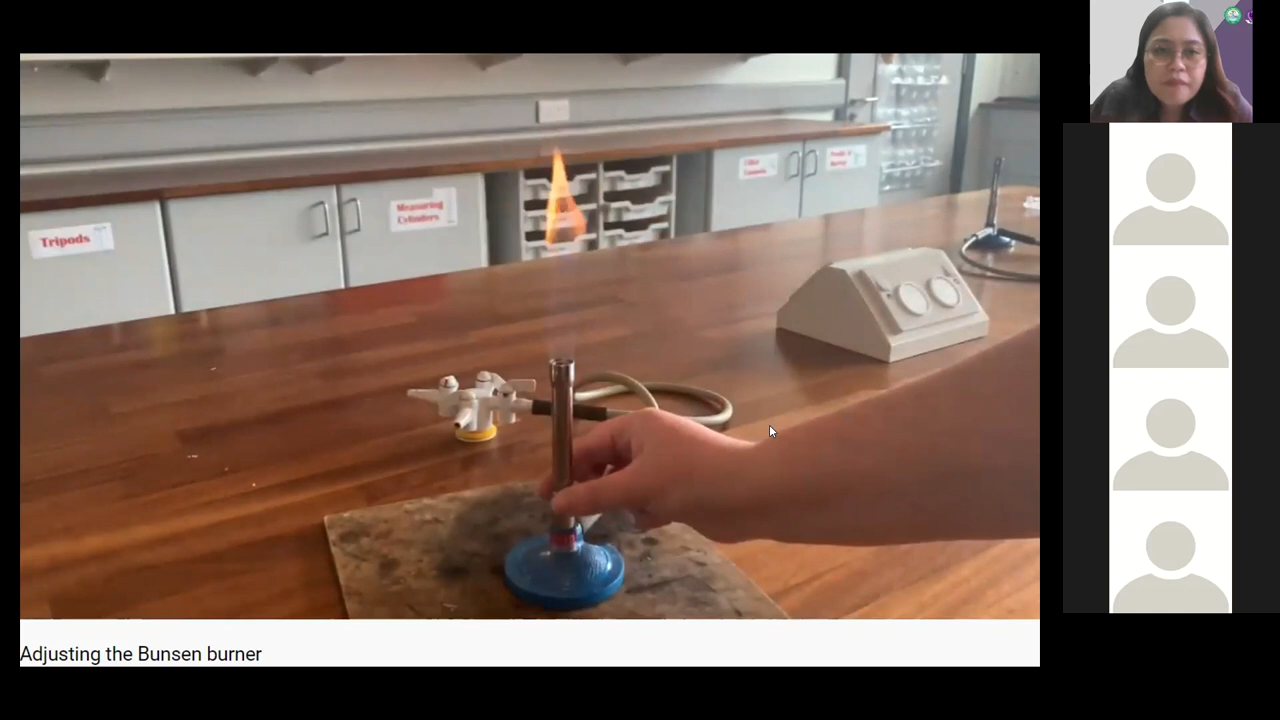 Tripods
Measuring
Cylinders
Adjusting the Bunsen burner